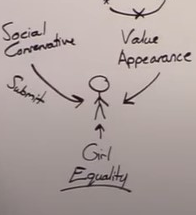 Social
Conservative
Value
Appearance
Submit
Girl
Equality